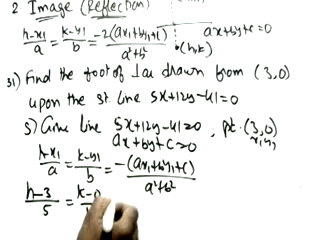 2 Image (Reflection)
h-x1/a = k-y1/b = -2(ax1+by1+c)/a²+b² ax+by+c=0
(h,k)
31) Find the foot of ⊥ar drawn from (3,0)
upon the st. line 5x+12y-41=0
S) Given line 5x+12y-41=0, pt. (3,0)
ax+by+c=0 x1,y1
h-x1/a = k-y1/b = -(ax1+by1+c)/a²+b²
h-3/5 = k-0